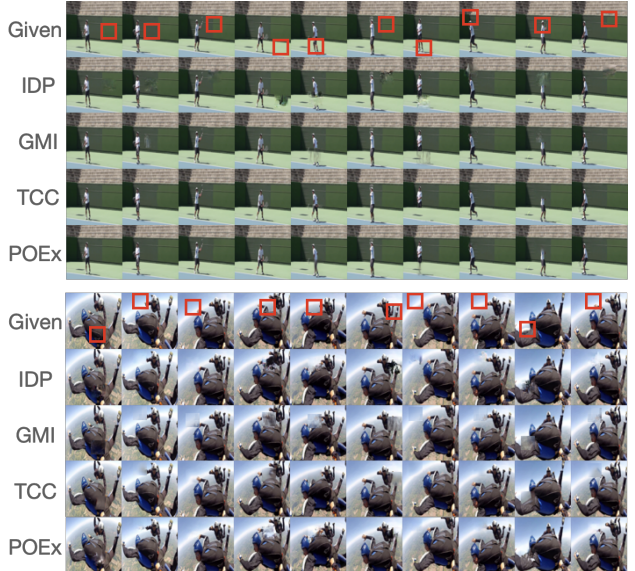 Given
IDP
GMI
TCC
POEx
Given
IDP
GMI
TCC
POEx